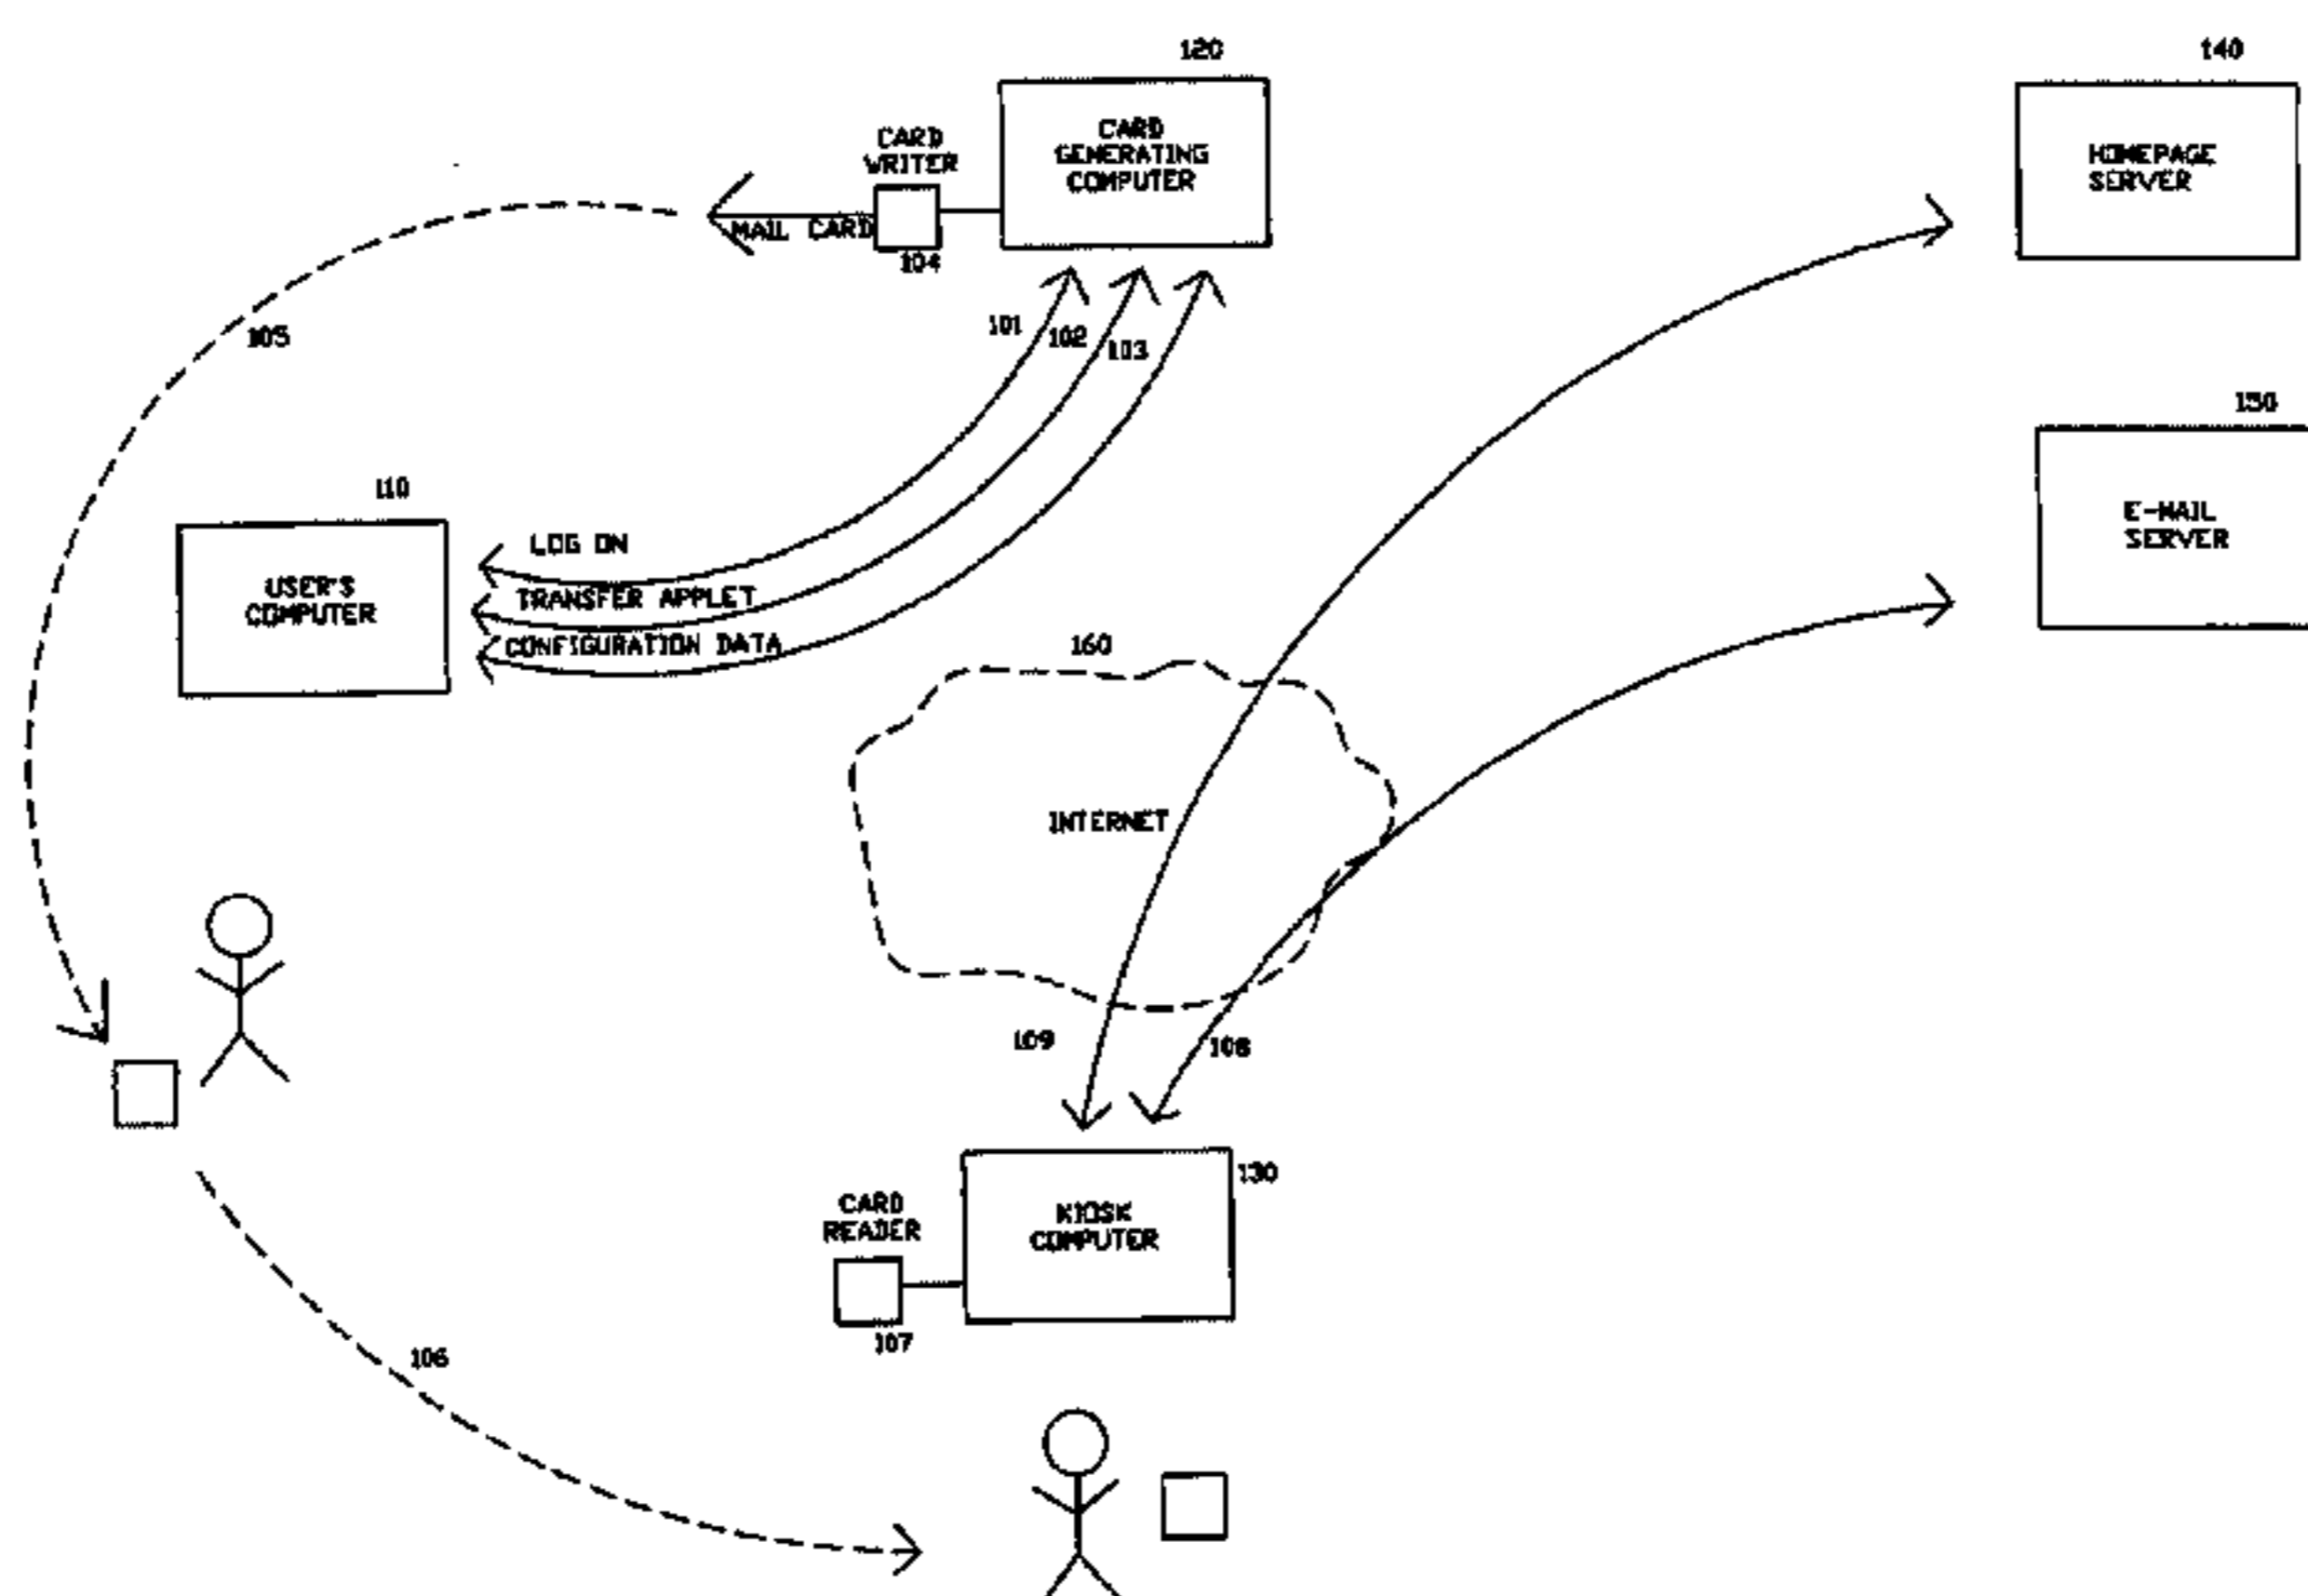 120
140
CARD
WRITER
CARD
GENERATING
COMPUTER
HOMEPAGE
SERVER
MAIL CARD
104
105
101
102
103
150
110
E-MAIL
SERVER
LOG ON
USER'S
COMPUTER
TRANSFER APPLET
CONFIGURATION DATA
160
INTERNET
109
108
130
CARD
READER
KIOSK
COMPUTER
107
106